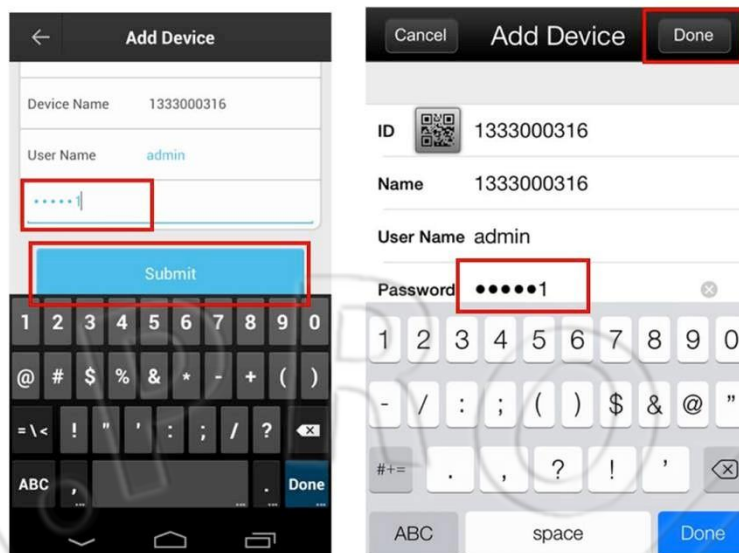 Add Device
Device Name 1333000316
User Name admin
•••••1
Submit
1 2 3 4 5 6 7 8 9 0
@ # $ % & * - + ( )
= \ < ! " ' : ; / ?
ABC , . Done
Cancel Add Device Done
ID 1333000316
Name 1333000316
User Name admin
Password •••••1
1 2 3 4 5 6 7 8 9 0
- / : ; ( ) $ & @ "
#+= . , ? ! '
ABC space Done